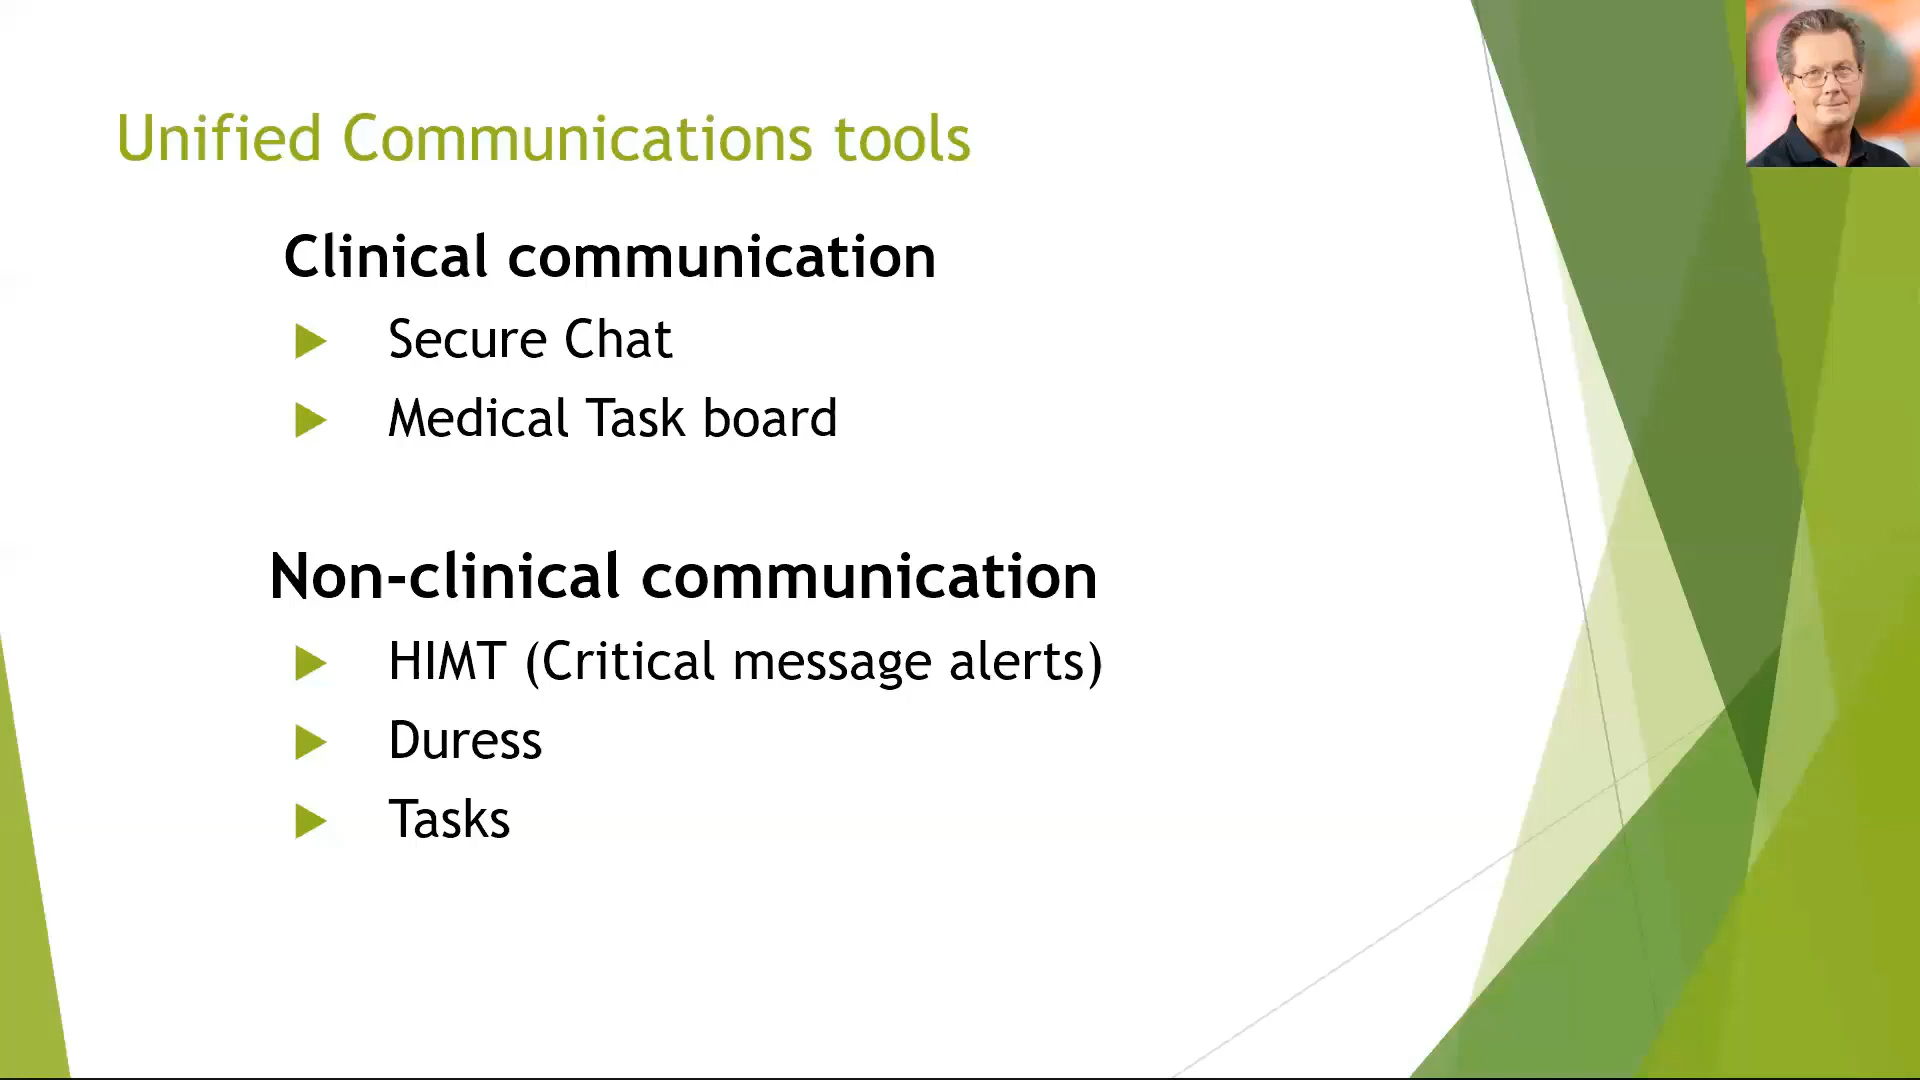 Unified Communications tools
Clinical communication
Secure Chat
Medical Task board
Non-clinical communication
HIMT (Critical message alerts)
Duress
Tasks